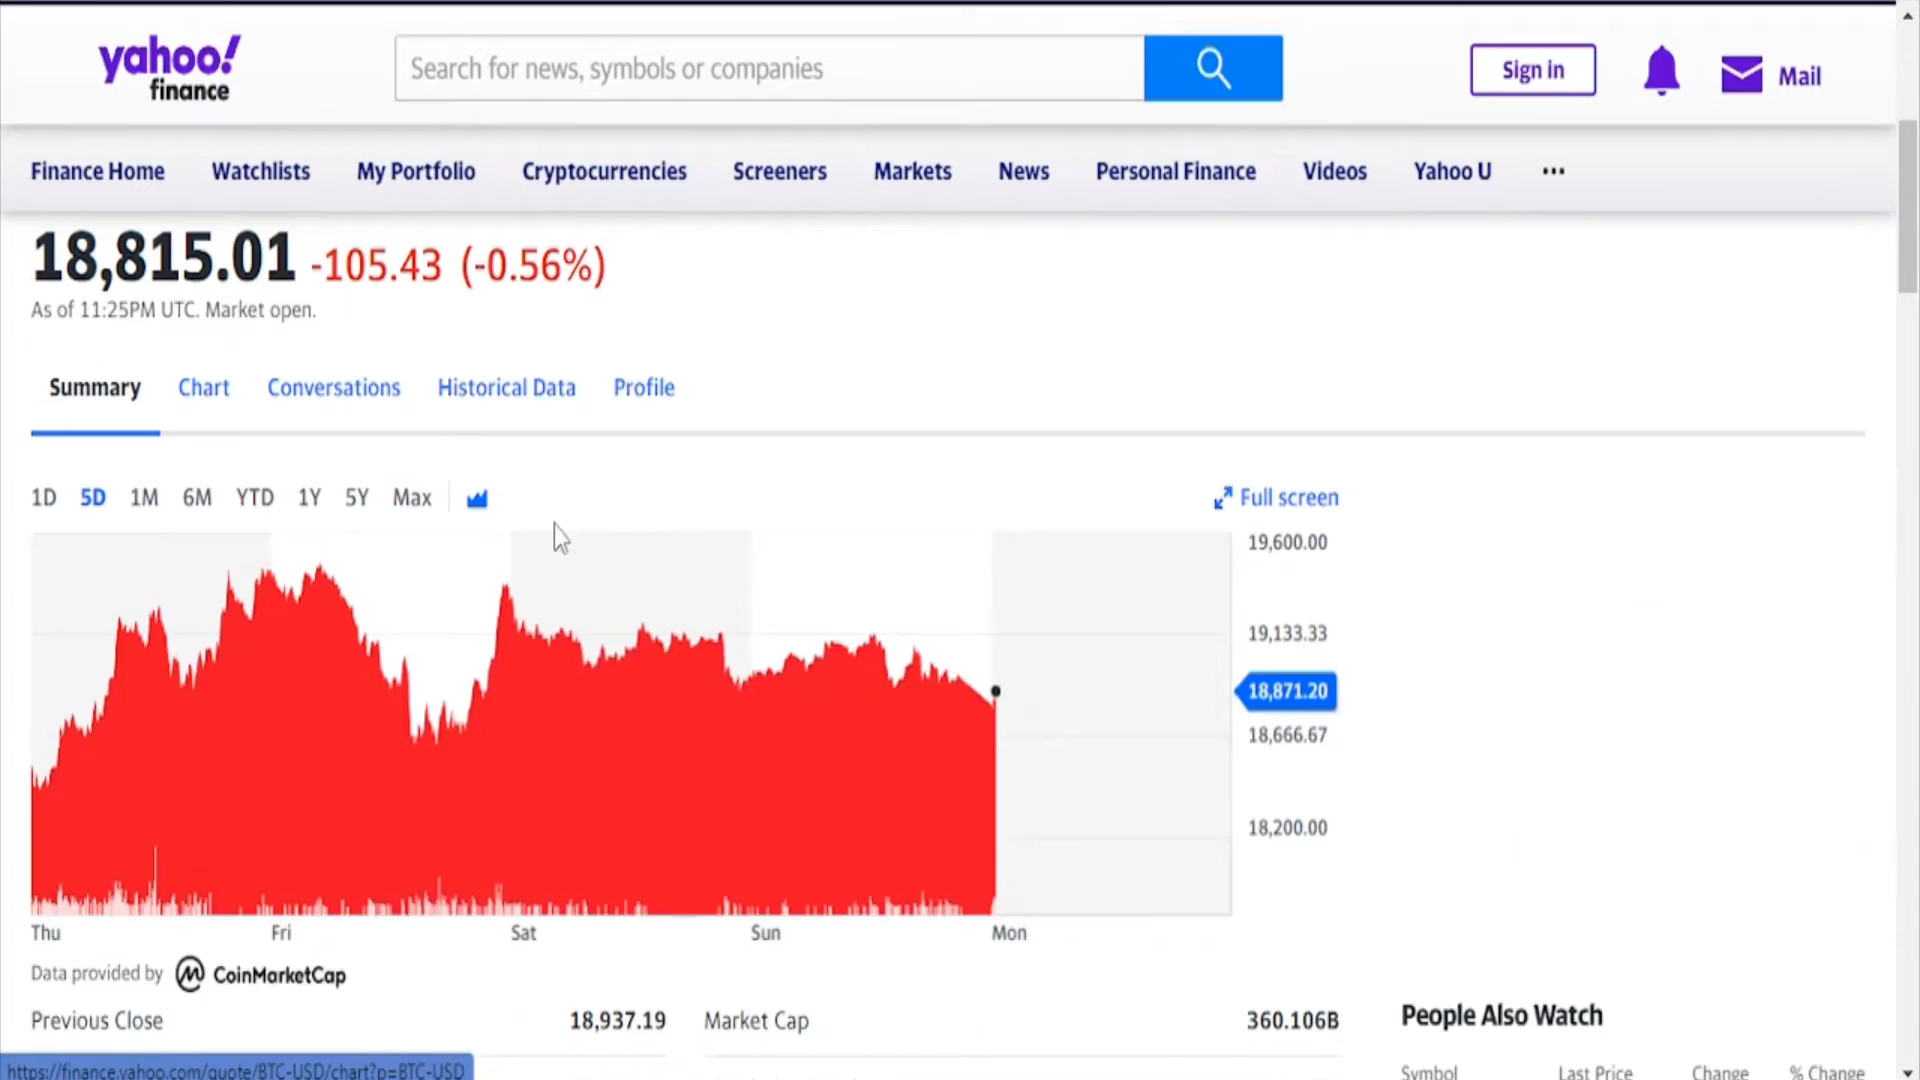 yahoo!
finance
Search for news, symbols or companies
Sign in
Mail
Finance Home Watchlists My Portfolio Cryptocurrencies Screeners Markets News Personal Finance Videos Yahoo U ...
18,815.01 -105.43 (-0.56%)
As of 11:25PM UTC. Market open.
Summary Chart Conversations Historical Data Profile
1D 5D 1M 6M YTD 1Y 5Y Max
Full screen
19,600.00
19,133.33
18,871.20
18,666.67
18,200.00
Thu Fri Sat Sun Mon
Data provided by CoinMarketCap
Previous Close 18,937.19 Market Cap 360.106B
People Also Watch
Symbol Last Price Change % Change
https://finance.yahoo.com/quote/BTC-USD/chart?p=BTC-USD